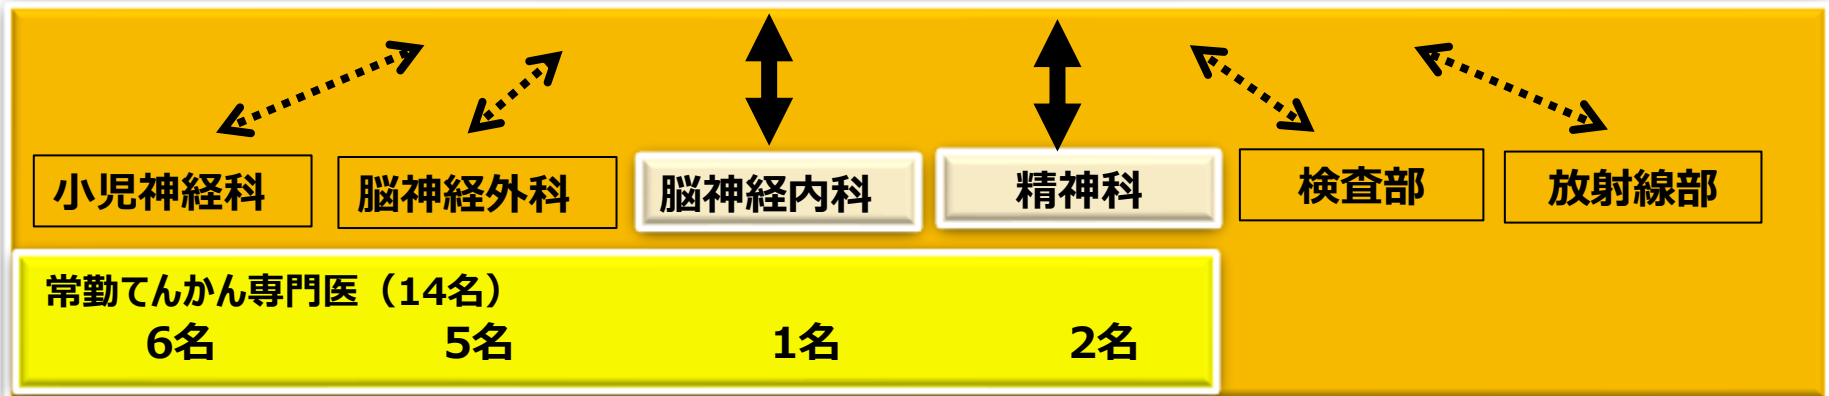 小児神経科 脳神経外科 脳神経内科 精神科 検査部 放射線部
常勤てんかん専門医（14名）
6名 5名 1名 2名